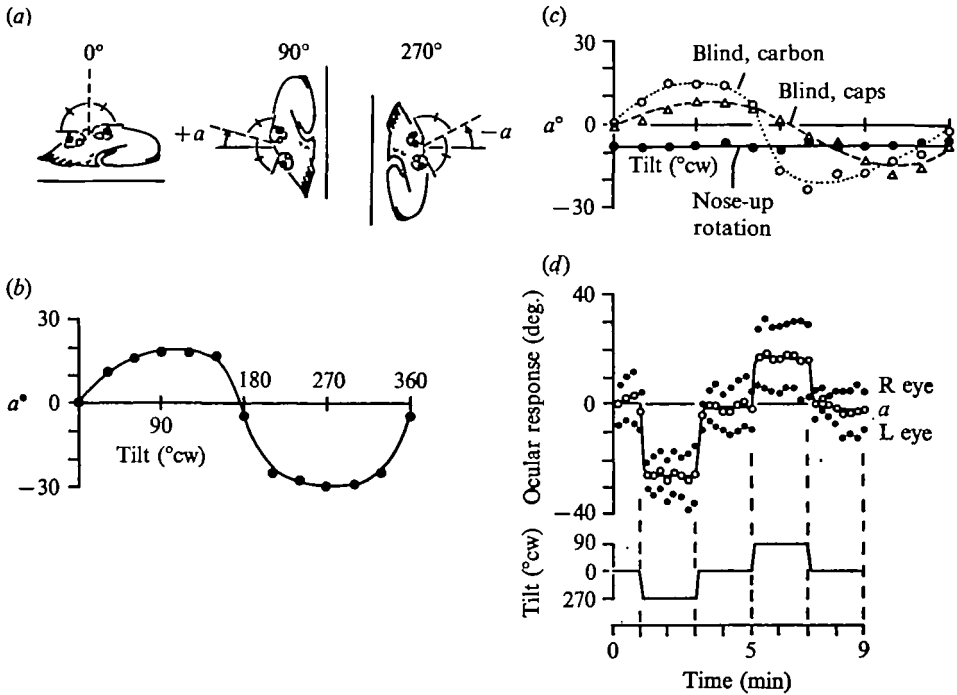 (a)
0°
90°
270°
+a
−a
(b)
30
0
−30
a°
90
180
270
360
Tilt (°cw)
(c)
30
0
−30
a°
Blind, carbon
Blind, caps
Tilt (°cw)
Nose-up
rotation
(d)
Ocular response (deg.)
40
0
−40
R eye
a
L eye
Tilt (°cw)
90
0
270
0
5
9
Time (min)